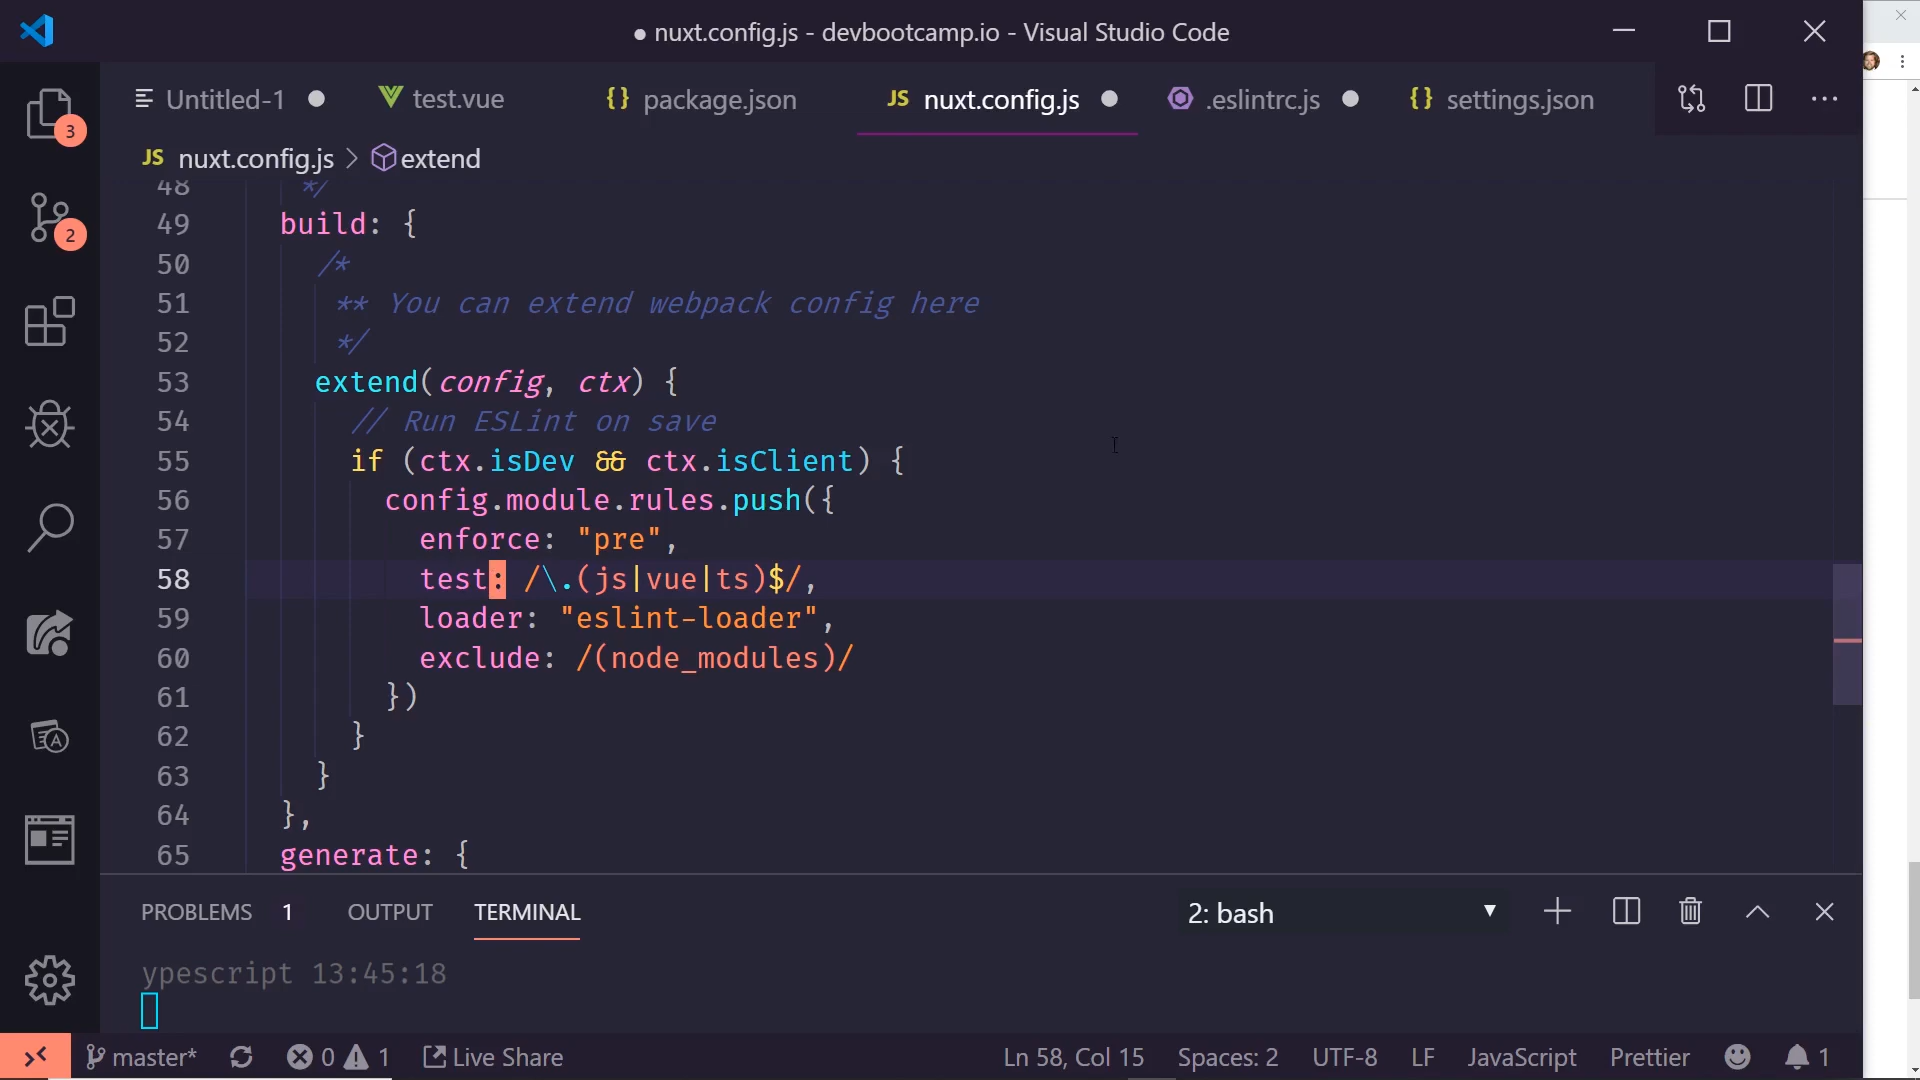 ● nuxt.config.js - devbootcamp.io - Visual Studio Code
Untitled-1 ●
test.vue
{} package.json
JS nuxt.config.js ●
.eslintrc.js ●
{} settings.json
JS nuxt.config.js > extend
3
2
48 */
49 build: {
50 /*
51 ** You can extend webpack config here
52 */
53 extend(config, ctx) {
54 // Run ESLint on save
55 if (ctx.isDev && ctx.isClient) {
56 config.module.rules.push({
57 enforce: "pre",
58 test: /\.(js|vue|ts)$/,
59 loader: "eslint-loader",
60 exclude: /(node_modules)/
61 })
62 }
63 }
64 },
65 generate: {
PROBLEMS 1 OUTPUT TERMINAL 2: bash
ypescript 13:45:18
master* 0 1 Live Share Ln 58, Col 15 Spaces: 2 UTF-8 LF JavaScript Prettier 1